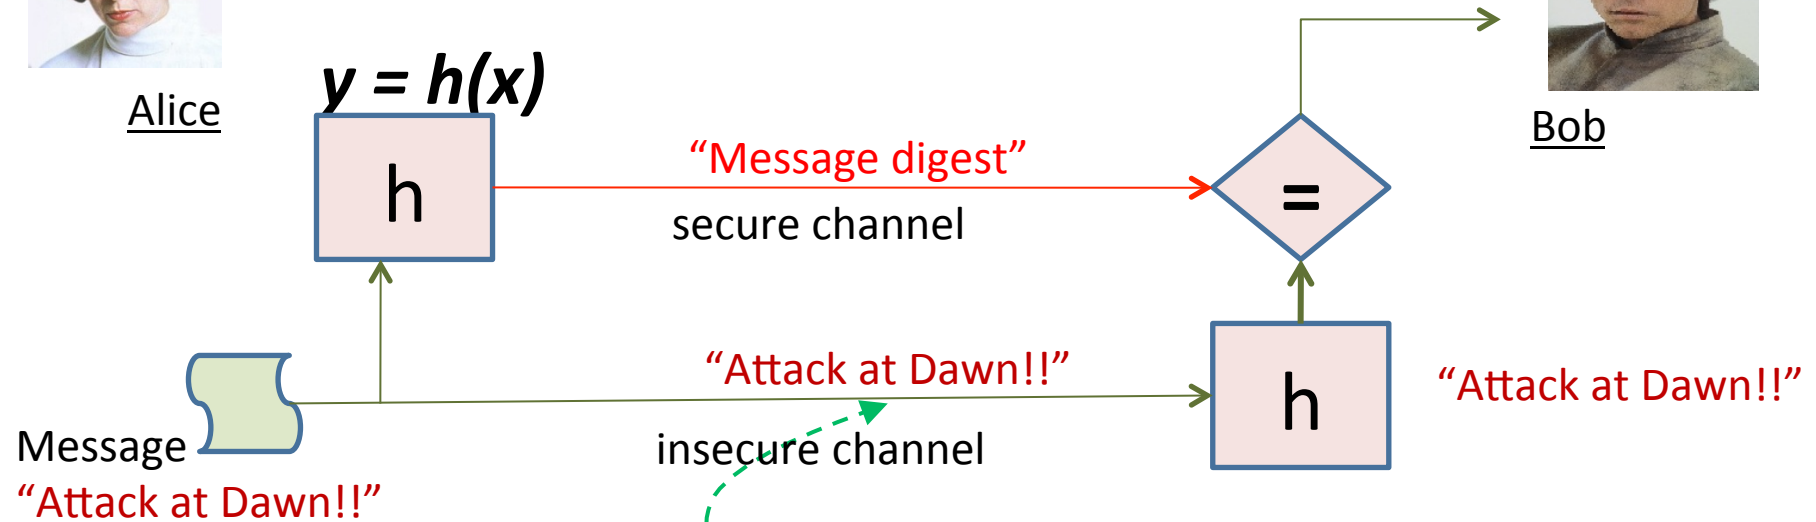 Alice
y = h(x)
Bob
“Message digest”
h
=
secure channel
“Attack at Dawn!!”
h
“Attack at Dawn!!”
Message
insecure channel
“Attack at Dawn!!”